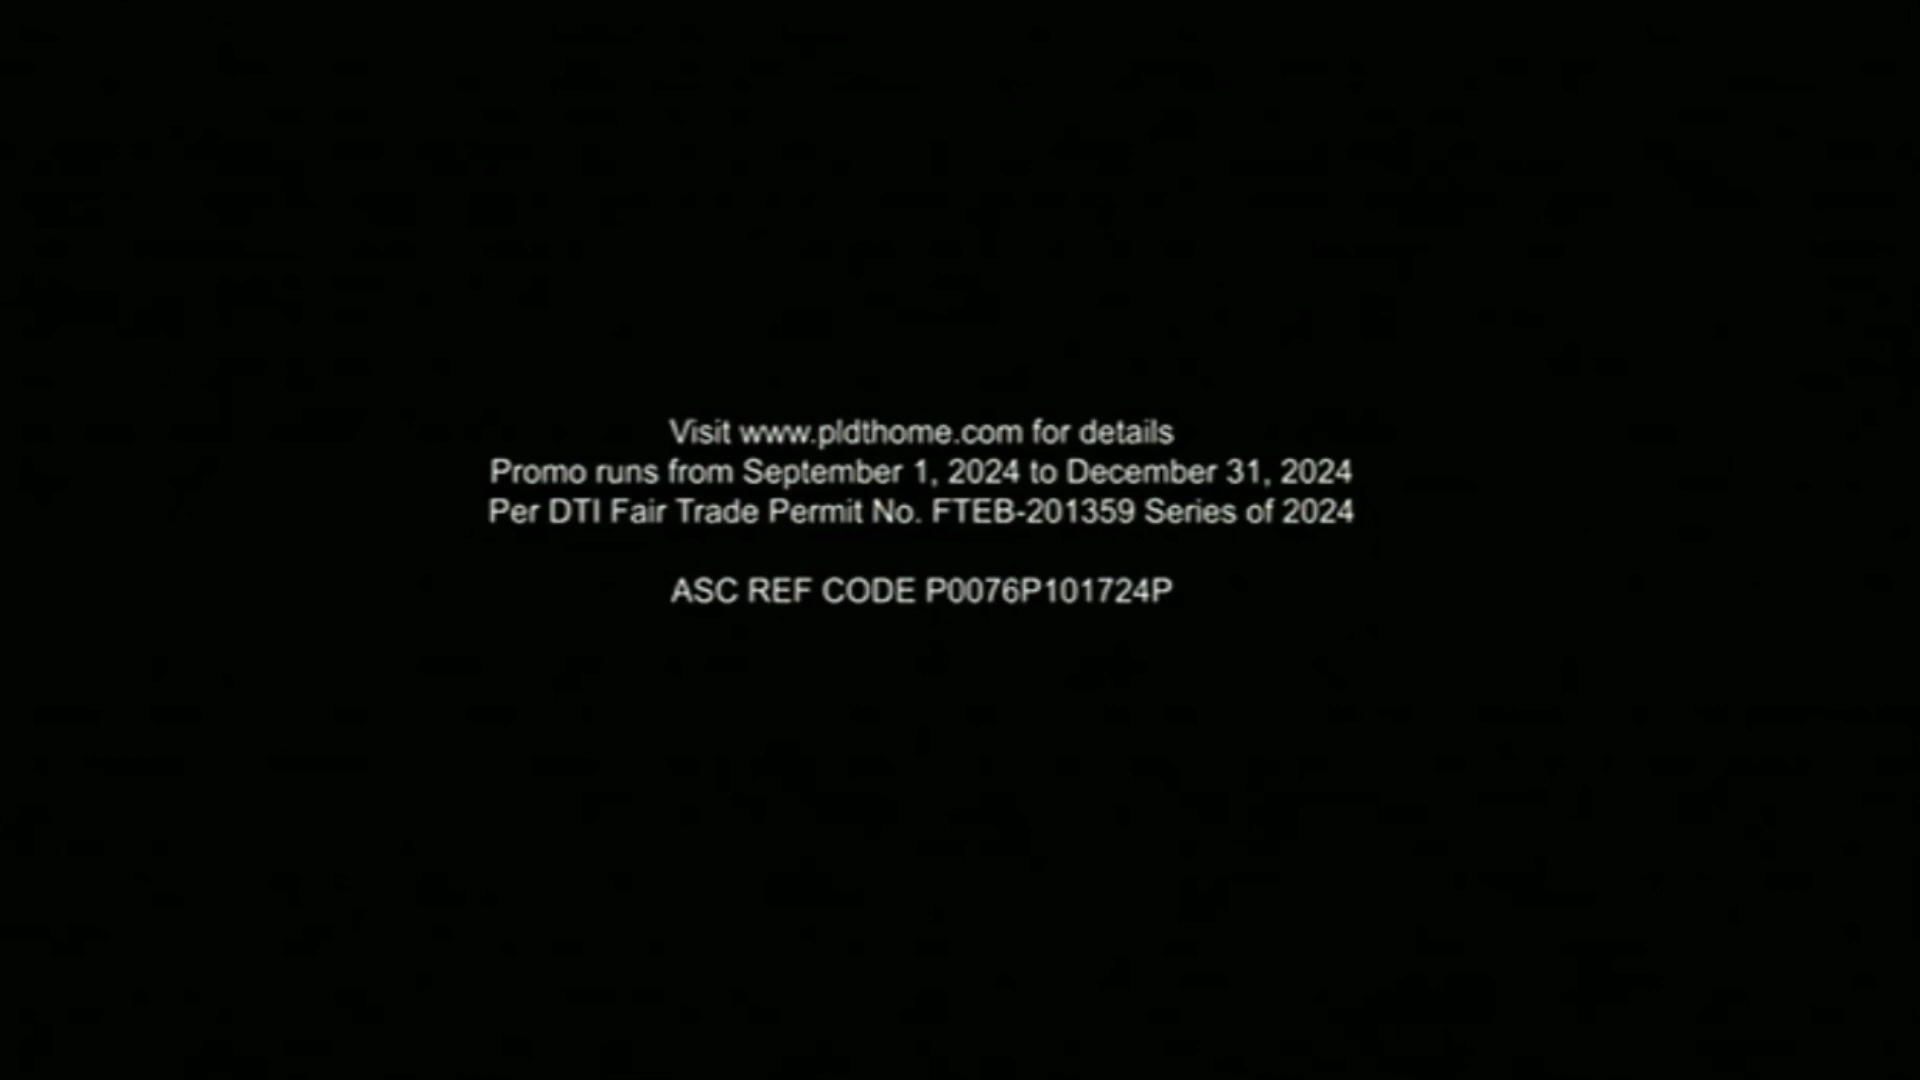 Visit www.pldthome.com for details
Promo runs from September 1, 2024 to December 31, 2024
Per DTI Fair Trade Permit No. FTEB-201359 Series of 2024
ASC REF CODE P0076P101724P